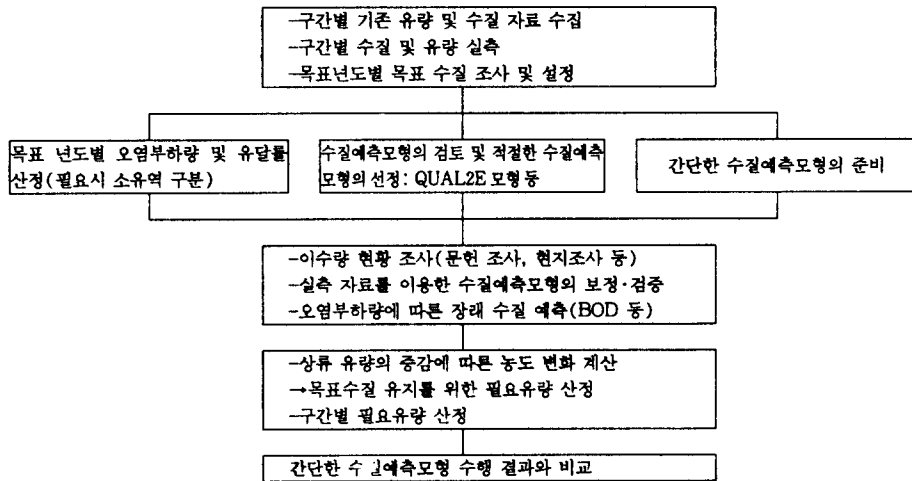 -구간별 기존 유량 및 수질 자료 수집
-구간별 수질 및 유량 실측
-목표년도별 목표 수질 조사 및 설정
목표 년도별 오염부하량 및 유달률
산정(필요시 소유역 구분)
수질예측모형의 검토 및 적절한 수질예측
모형의 선정: QUAL2E 모형 등
간단한 수질예측모형의 준비
-이수량 현황 조사(문헌 조사, 현지조사 등)
-실측 자료를 이용한 수질예측모형의 보정·검증
-오염부하량에 따른 장래 수질 예측(BOD 등)
-상류 유량의 증감에 따른 농도 변화 계산
→목표수질 유지를 위한 필요유량 산정
-구간별 필요유량 산정
간단한 수질예측모형 수행 결과와 비교